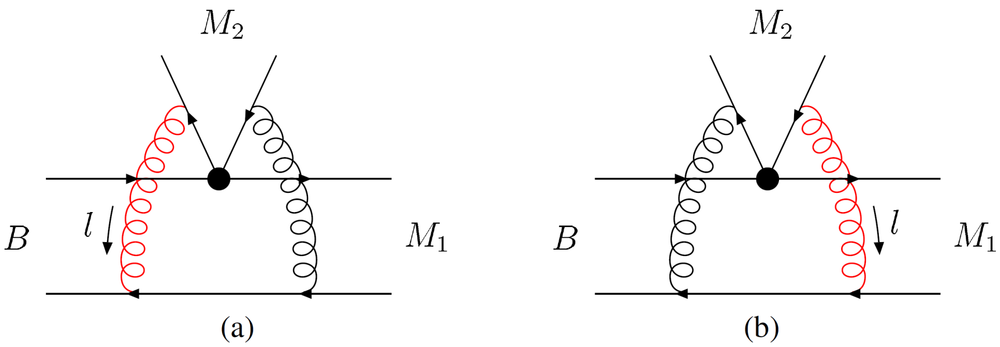 M₂ M₂
l l
B M₁ B M₁
(a) (b)